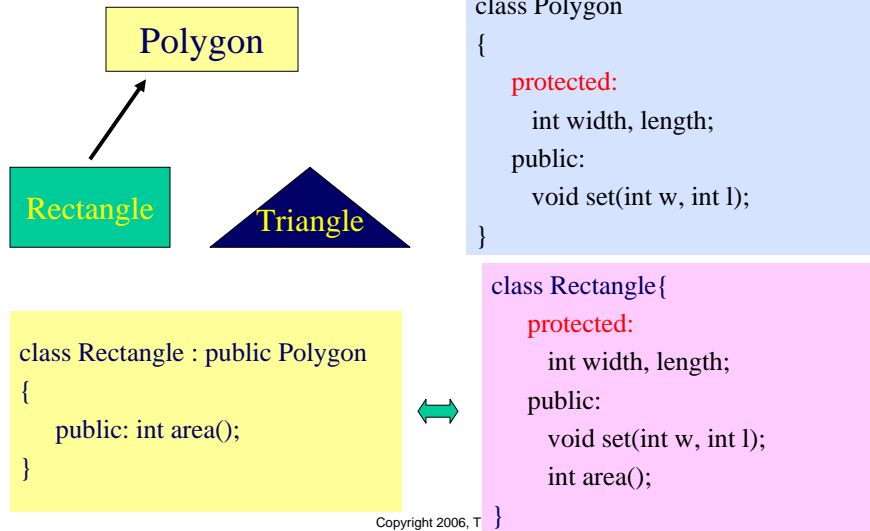 Polygon
Rectangle
Triangle
class Polygon
{
protected:
int width, length;
public:
void set(int w, int l);
}
class Rectangle : public Polygon
{
public: int area();
}
class Rectangle{
protected:
int width, length;
public:
void set(int w, int l);
int area();
}
Copyright 2006, T